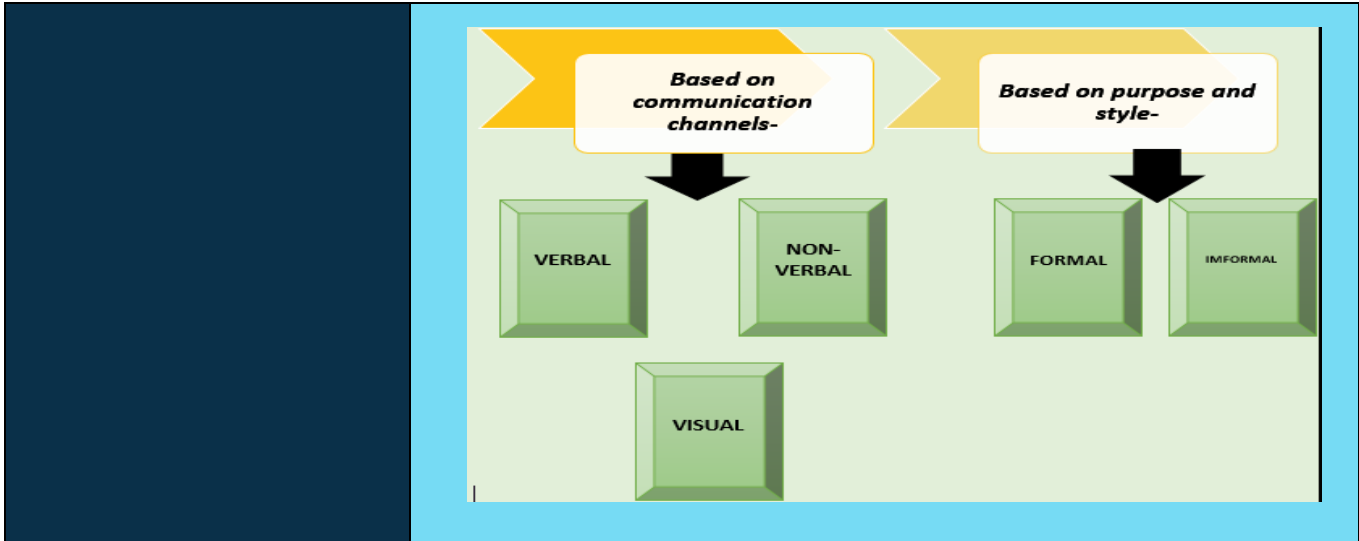 Based on
communication
channels-
Based on purpose and
style-
VERBAL
NON-
VERBAL
FORMAL
IMFORMAL
VISUAL